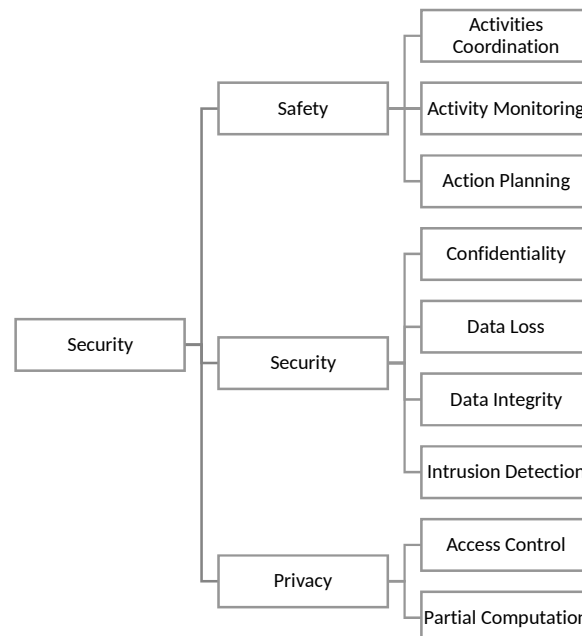 Activities
Coordination
Safety
Activity Monitoring
Action Planning
Confidentiality
Data Loss
Security
Security
Data Integrity
Intrusion Detection
Access Control
Privacy
Partial Computation